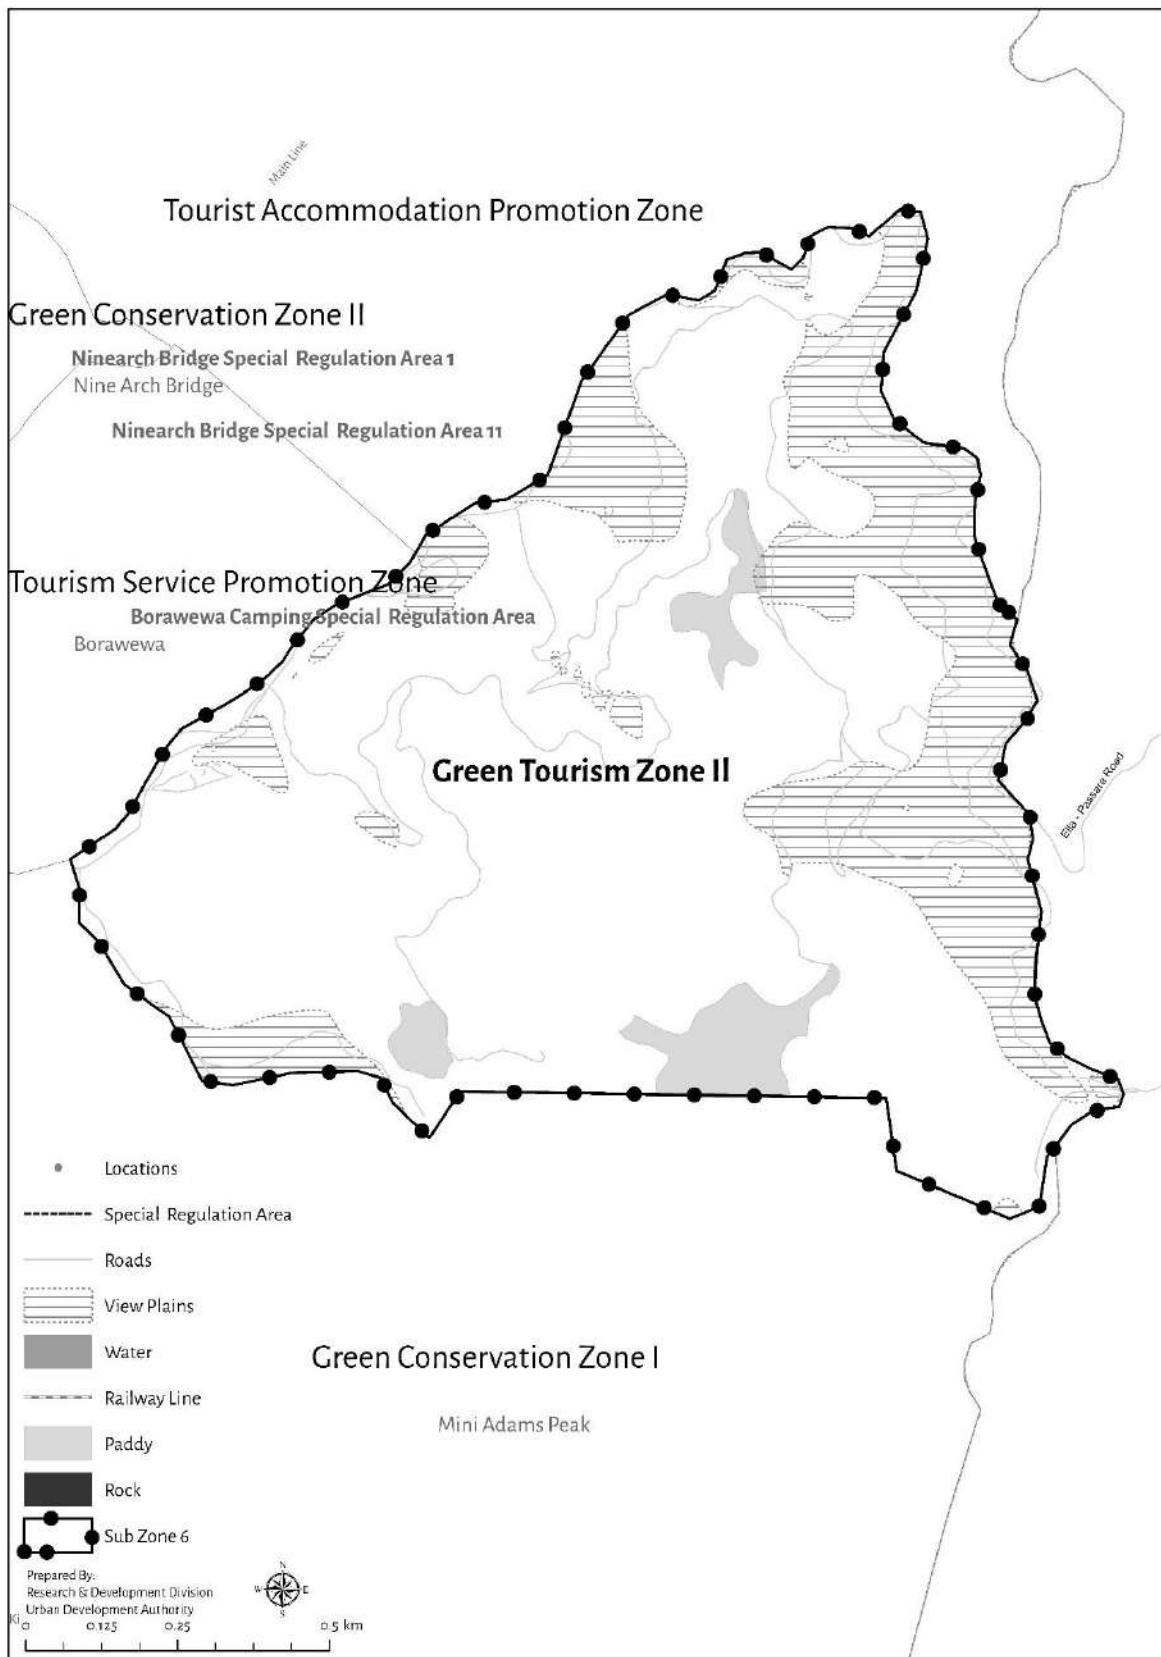 Main Line
Tourist Accommodation Promotion Zone
Green Conservation Zone II
Ninearch Bridge Special Regulation Area 1
Nine Arch Bridge
Ninearch Bridge Special Regulation Area 11
Tourism Service Promotion Zone
Borawewa Camping Special Regulation Area
Borawewa
Green Tourism Zone II
Ella - Passara Road
Locations
Special Regulation Area
Roads
View Plains
Water
Railway Line
Paddy
Rock
Sub Zone 6
Green Conservation Zone I
Mini Adams Peak
Prepared By:
Research & Development Division
Urban Development Authority
N
W E
S
Ki
0 0.125 0.25 0.5 km